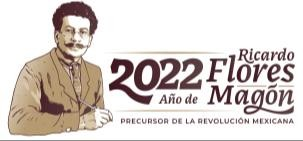 2022 Ricardo
Año de Flores
Magón
PRECURSOR DE LA REVOLUCIÓN MEXICANA